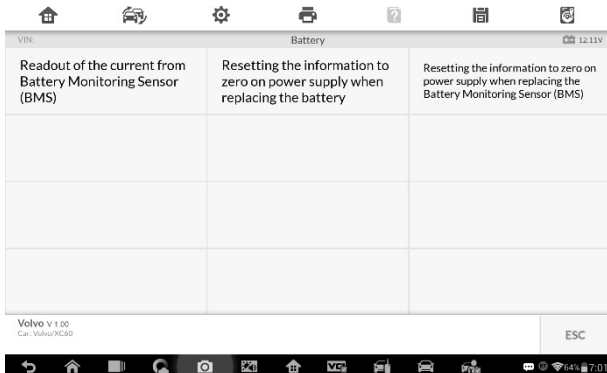 VIN:
Battery
12.11V
Readout of the current from
Battery Monitoring Sensor
(BMS)
Resetting the information to
zero on power supply when
replacing the battery
Resetting the information to zero on
power supply when replacing the
Battery Monitoring Sensor (BMS)
Volvo V 1.00
Car: Volvo/XC60
ESC
64% 7:01